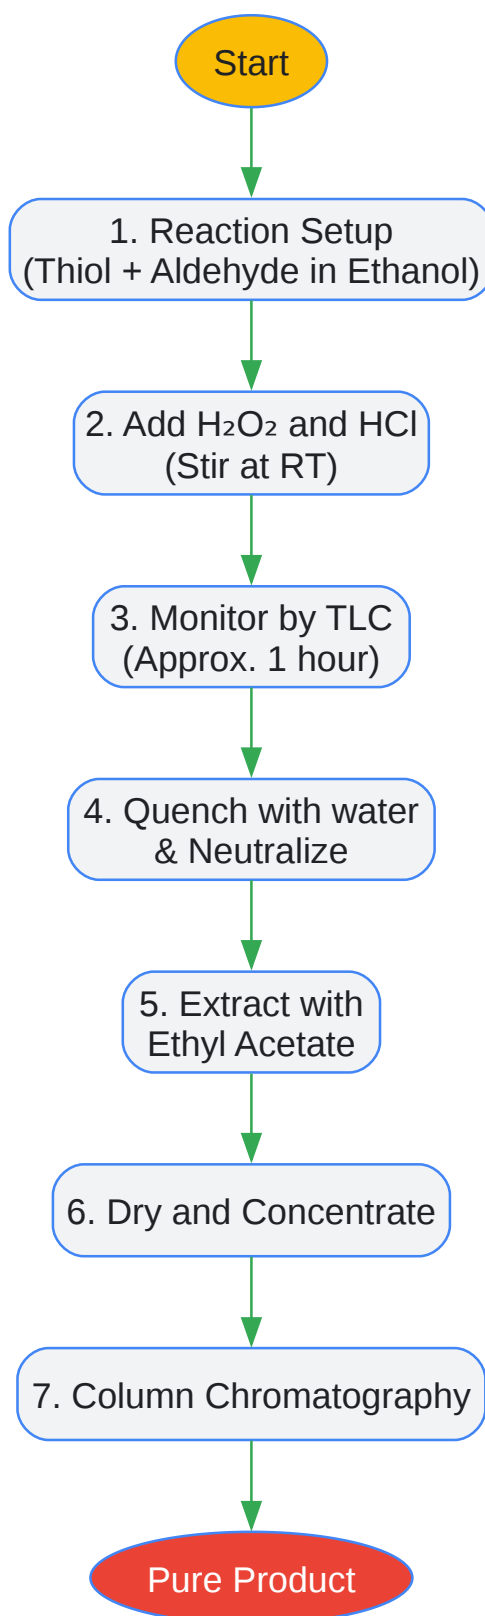 Start
1. Reaction Setup
(Thiol + Aldehyde in Ethanol)
2. Add H₂O₂ and HCl
(Stir at RT)
3. Monitor by TLC
(Approx. 1 hour)
4. Quench with water
& Neutralize
5. Extract with
Ethyl Acetate
6. Dry and Concentrate
7. Column Chromatography
Pure Product